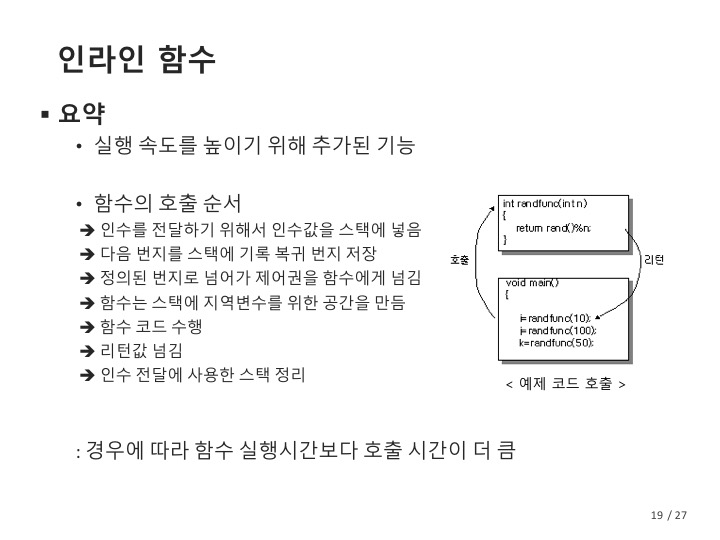 인라인 함수
▪ 요약
• 실행 속도를 높이기 위해 추가된 기능
• 함수의 호출 순서
➔ 인수를 전달하기 위해서 인수값을 스택에 넣음
➔ 다음 번지를 스택에 기록 복귀 번지 저장
➔ 정의된 번지로 넘어가 제어권을 함수에게 넘김
➔ 함수는 스택에 지역변수를 위한 공간을 만듬
➔ 함수 코드 수행
➔ 리턴값 넘김
➔ 인수 전달에 사용한 스택 정리
: 경우에 따라 함수 실행시간보다 호출 시간이 더 큼
int randfunc(int n)
{
return rand()%n;
}
호출
리턴
void main()
{
i=randfunc(10);
j=randfunc(100);
k=randfunc(50);
< 예제 코드 호출 >
19 / 27